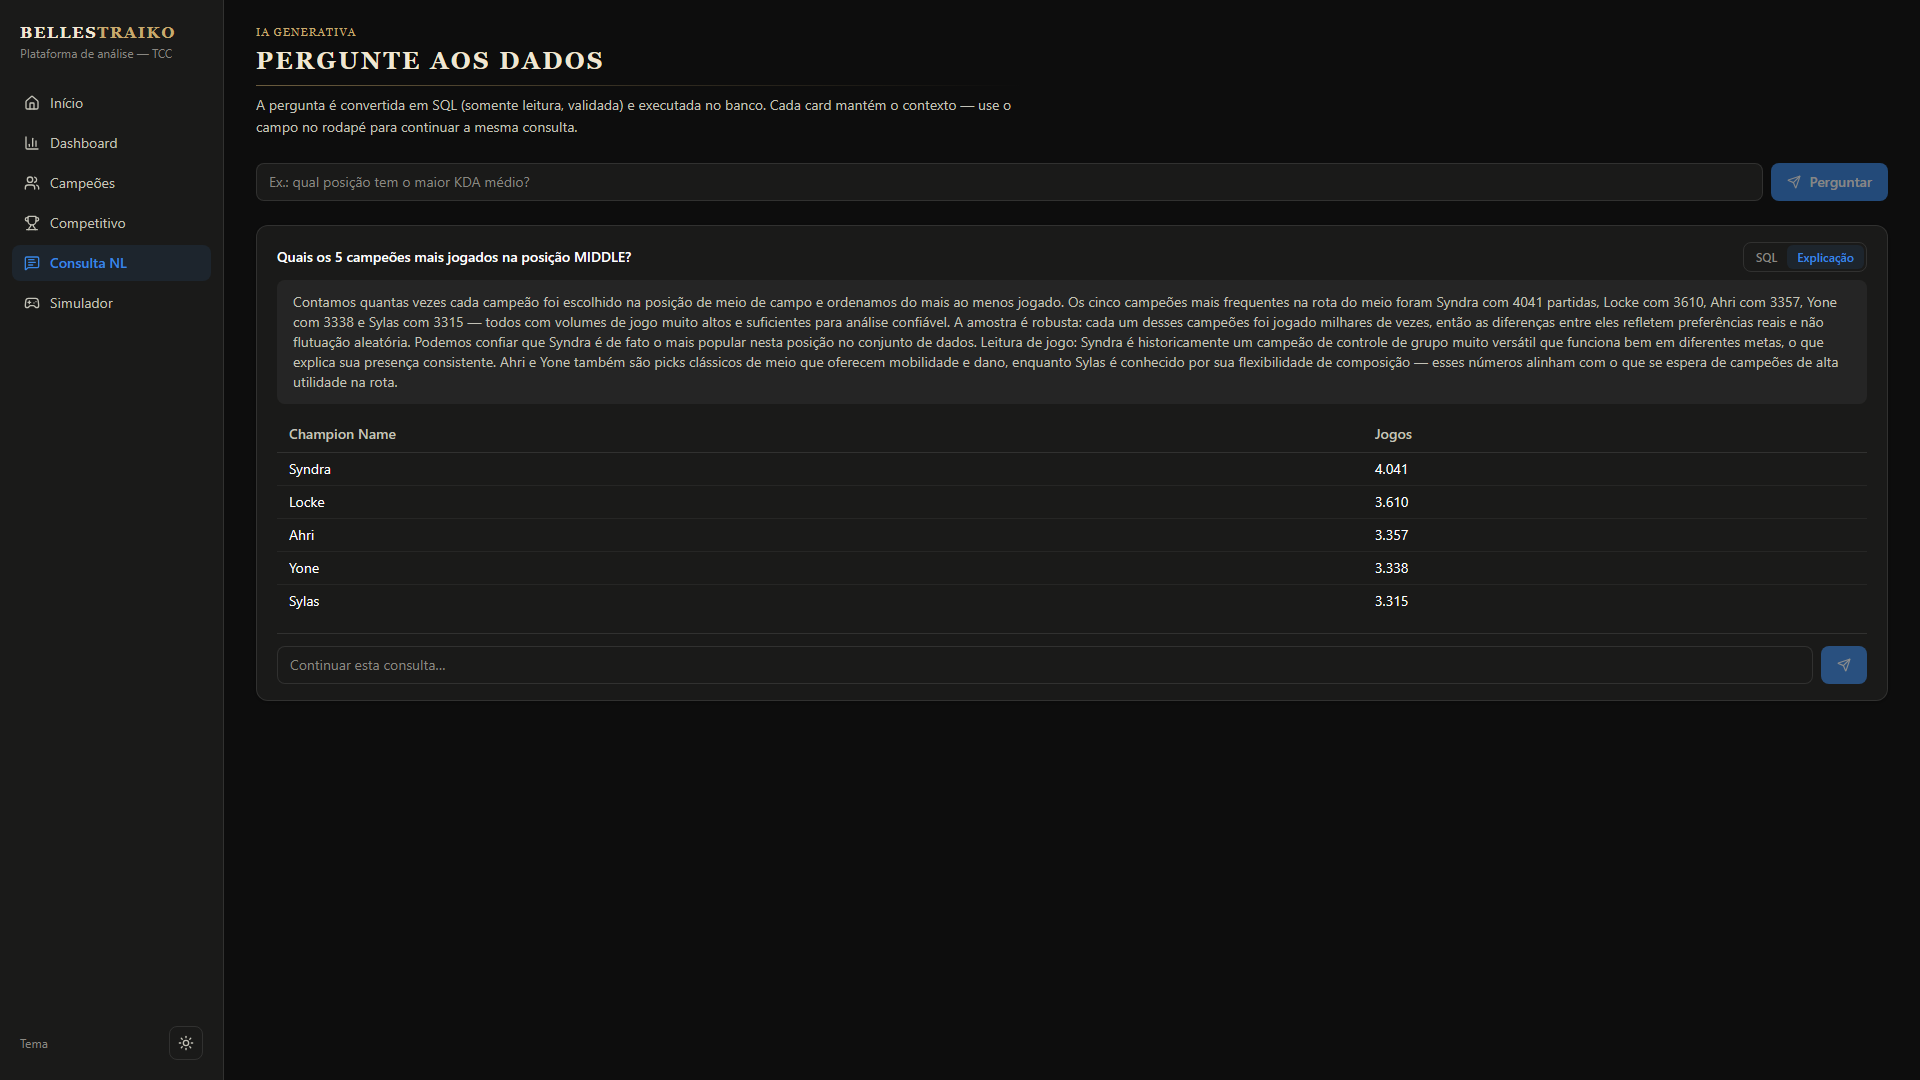 BELLESTRAIKO
Plataforma de análise — TCC
Início
Dashboard
Campeões
Competitivo
Consulta NL
Simulador
Tema
IA GENERATIVA
PERGUNTE AOS DADOS
A pergunta é convertida em SQL (somente leitura, validada) e executada no banco. Cada card mantém o contexto — use o
campo no rodapé para continuar a mesma consulta.
Ex.: qual posição tem o maior KDA médio?
Perguntar
Quais os 5 campeões mais jogados na posição MIDDLE?
SQL
Explicação
Contamos quantas vezes cada campeão foi escolhido na posição de meio de campo e ordenamos do mais ao menos jogado. Os cinco campeões mais frequentes na rota do meio foram Syndra com 4041 partidas, Locke com 3610, Ahri com 3357, Yone
com 3338 e Sylas com 3315 — todos com volumes de jogo muito altos e suficientes para análise confiável. A amostra é robusta: cada um desses campeões foi jogado milhares de vezes, então as diferenças entre eles refletem preferências reais e não
flutuação aleatória. Podemos confiar que Syndra é de fato o mais popular nesta posição no conjunto de dados. Leitura de jogo: Syndra é historicamente um campeão de controle de grupo muito versátil que funciona bem em diferentes metas, o que
explica sua presença consistente. Ahri e Yone também são picks clássicos de meio que oferecem mobilidade e dano, enquanto Sylas é conhecido por sua flexibilidade de composição — esses números alinham com o que se espera de campeões de alta
utilidade na rota.
Champion Name Jogos
Syndra 4.041
Locke 3.610
Ahri 3.357
Yone 3.338
Sylas 3.315
Continuar esta consulta...